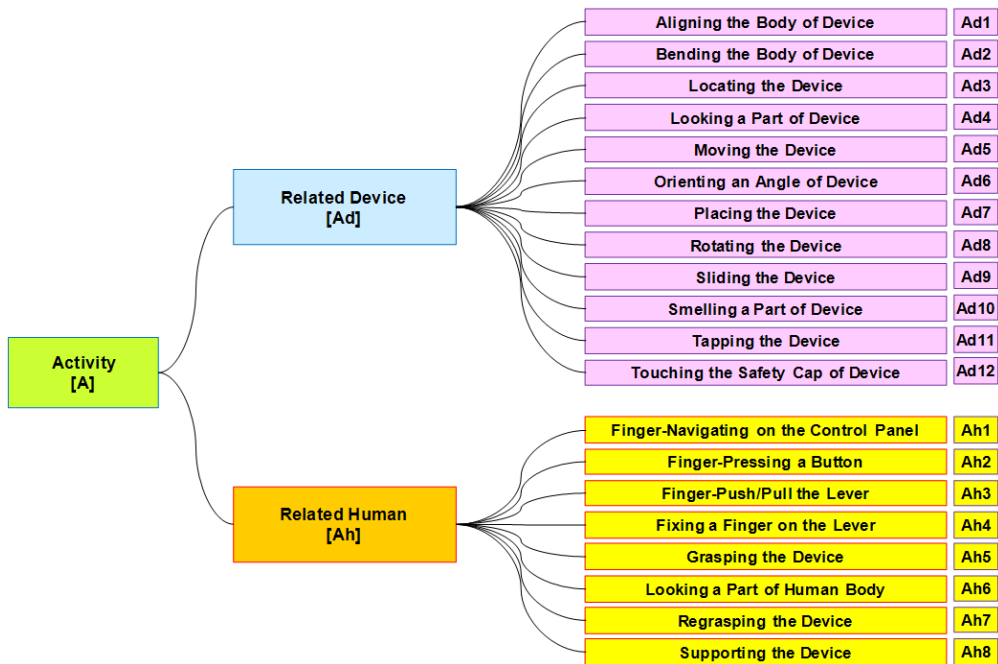 Activity
[A]
Related Device
[Ad]
Aligning the Body of Device Ad1
Bending the Body of Device Ad2
Locating the Device Ad3
Looking a Part of Device Ad4
Moving the Device Ad5
Orienting an Angle of Device Ad6
Placing the Device Ad7
Rotating the Device Ad8
Sliding the Device Ad9
Smelling a Part of Device Ad10
Tapping the Device Ad11
Touching the Safety Cap of Device Ad12
Related Human
[Ah]
Finger-Navigating on the Control Panel Ah1
Finger-Pressing a Button Ah2
Finger-Push/Pull the Lever Ah3
Fixing a Finger on the Lever Ah4
Grasping the Device Ah5
Looking a Part of Human Body Ah6
Regrasping the Device Ah7
Supporting the Device Ah8